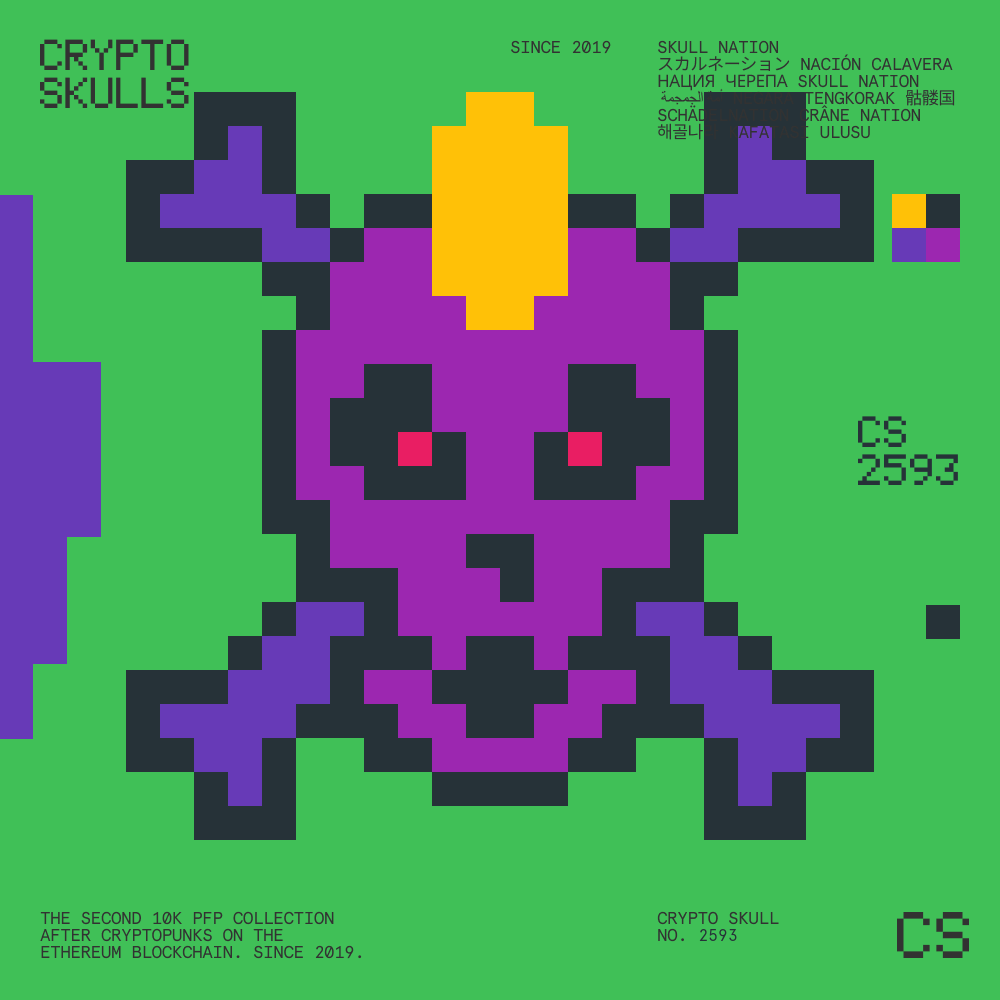 CRYPTO
SKULLS
SINCE 2019
SKULL NATION
スカルネーション NACIÓN CALAVERA
НАЦИЯ ЧЕРЕПА SKULL NATION
الجمجمة TENGKORAK 骷髅国
CRÂNE NATION
해골나 ULUSU
CS
2593
THE SECOND 10K PFP COLLECTION
AFTER CRYPTOPUNKS ON THE
ETHEREUM BLOCKCHAIN. SINCE 2019.
CRYPTO SKULL
NO. 2593
CS